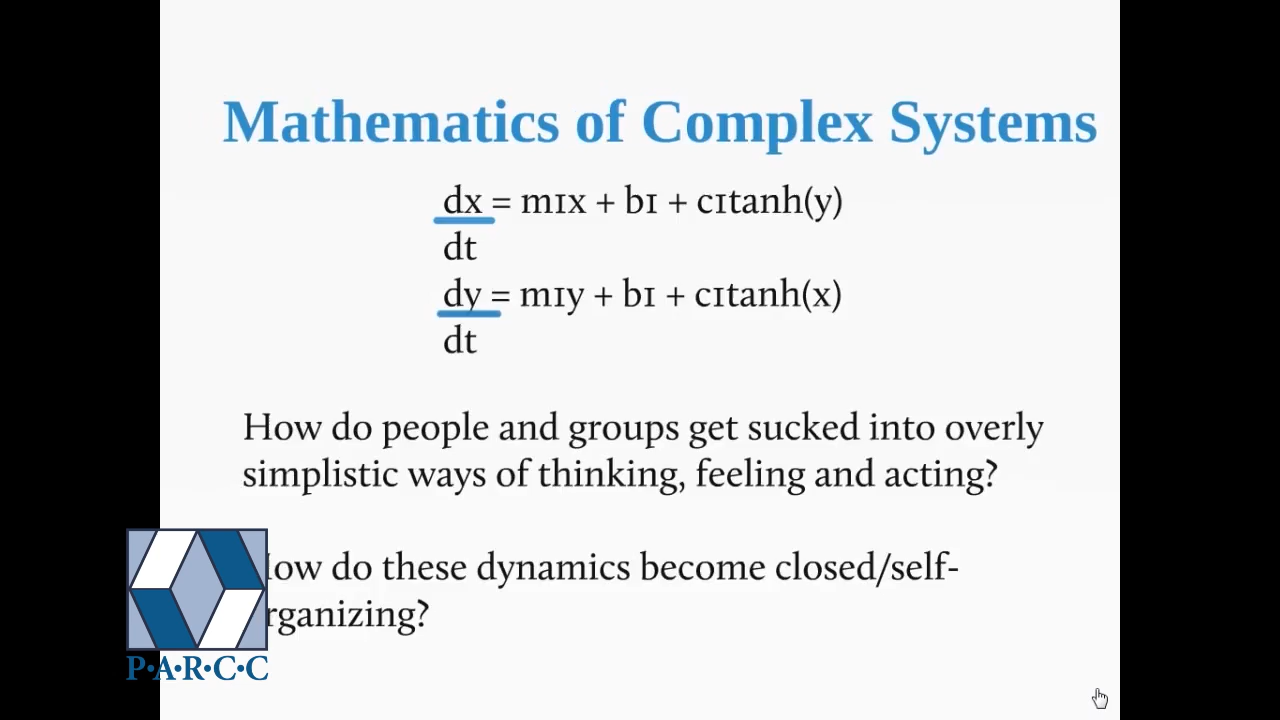 Mathematics of Complex Systems
dx = m1x + b1 + c1tanh(y)
dt
dy = m1y + b1 + c1tanh(x)
dt
How do people and groups get sucked into overly
simplistic ways of thinking, feeling and acting?
ow do these dynamics become closed/self-
rganizing?
P·A·R·C·C